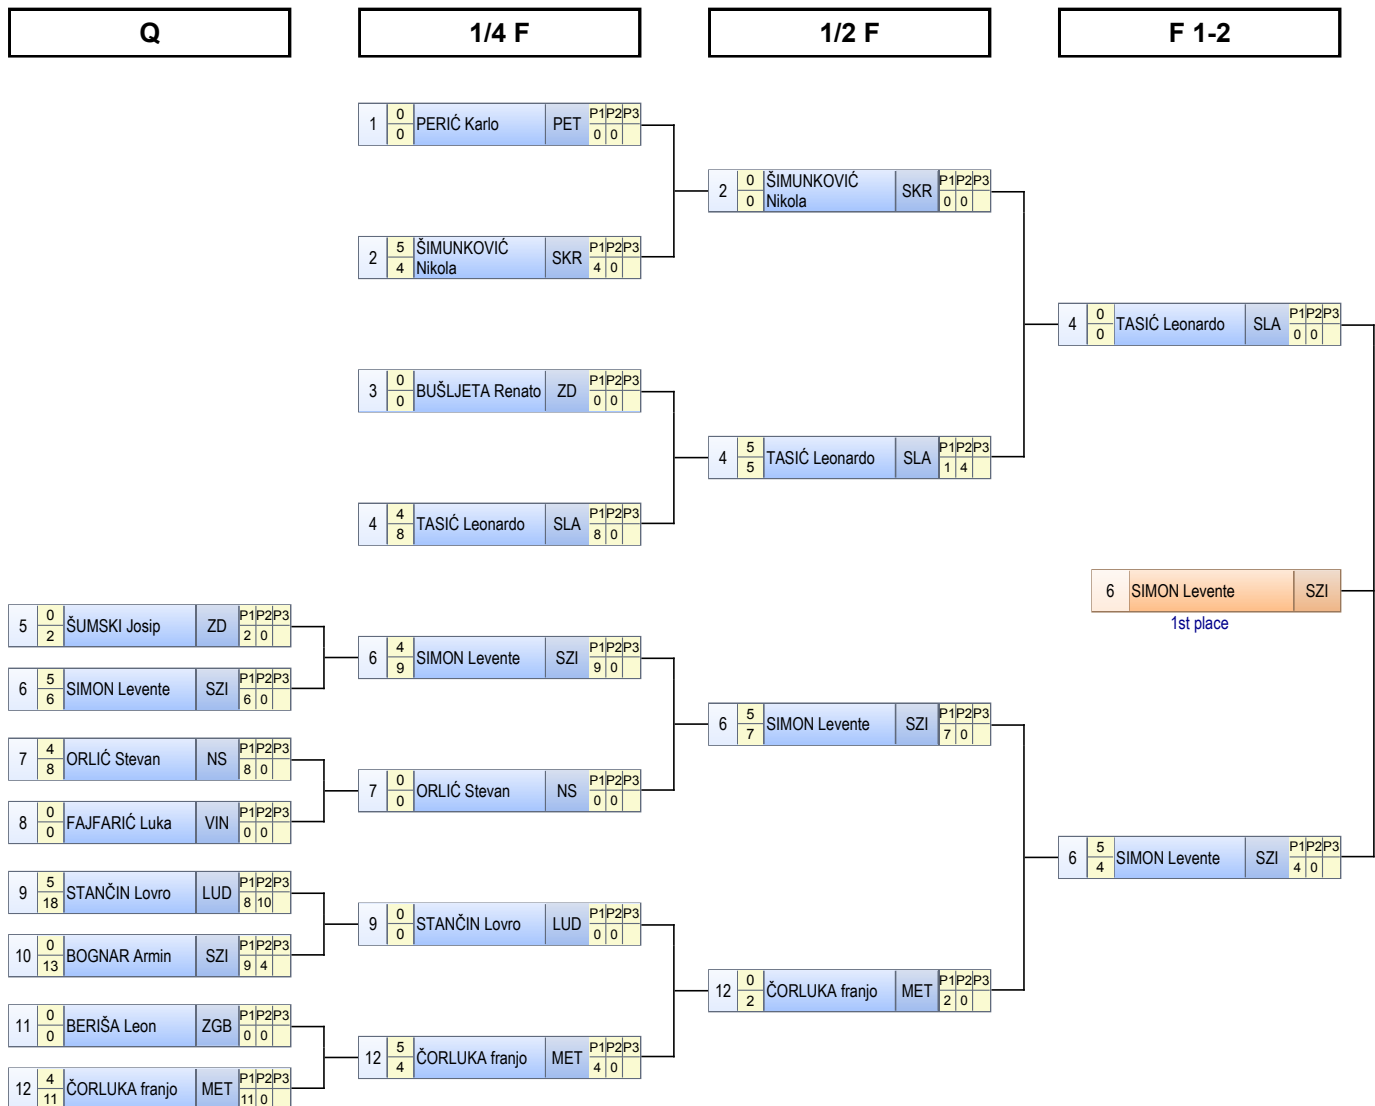 Q 1/4 F 1/2 F F 1-2
1 0 0 PERIĆ Karlo PET P1 P2 P3 0 0
2 5 4 ŠIMUNKOVIĆ Nikola SKR P1 P2 P3 4 0
3 0 0 BUŠLJETA Renato ZD P1 P2 P3 0 0
4 4 8 TASIĆ Leonardo SLA P1 P2 P3 8 0
5 0 2 ŠUMSKI Josip ZD P1 P2 P3 2 0
6 5 6 SIMON Levente SZI P1 P2 P3 6 0
7 4 8 ORLIĆ Stevan NS P1 P2 P3 8 0
8 0 0 FAJFARIĆ Luka VIN P1 P2 P3 0 0
9 5 18 STANČIN Lovro LUD P1 P2 P3 8 10
10 0 13 BOGNAR Armin SZI P1 P2 P3 9 4
11 0 0 BERIŠA Leon ZGB P1 P2 P3 0 0
12 4 11 ČORLUKA franjo MET P1 P2 P3 11 0
6 4 9 SIMON Levente SZI P1 P2 P3 9 0
7 0 0 ORLIĆ Stevan NS P1 P2 P3 0 0
9 0 0 STANČIN Lovro LUD P1 P2 P3 0 0
12 5 4 ČORLUKA franjo MET P1 P2 P3 4 0
2 0 0 ŠIMUNKOVIĆ Nikola SKR P1 P2 P3 0 0
4 5 5 TASIĆ Leonardo SLA P1 P2 P3 1 4
6 5 7 SIMON Levente SZI P1 P2 P3 7 0
12 0 2 ČORLUKA franjo MET P1 P2 P3 2 0
4 0 0 TASIĆ Leonardo SLA P1 P2 P3 0 0
6 5 4 SIMON Levente SZI P1 P2 P3 4 0
6 SIMON Levente SZI
1st place